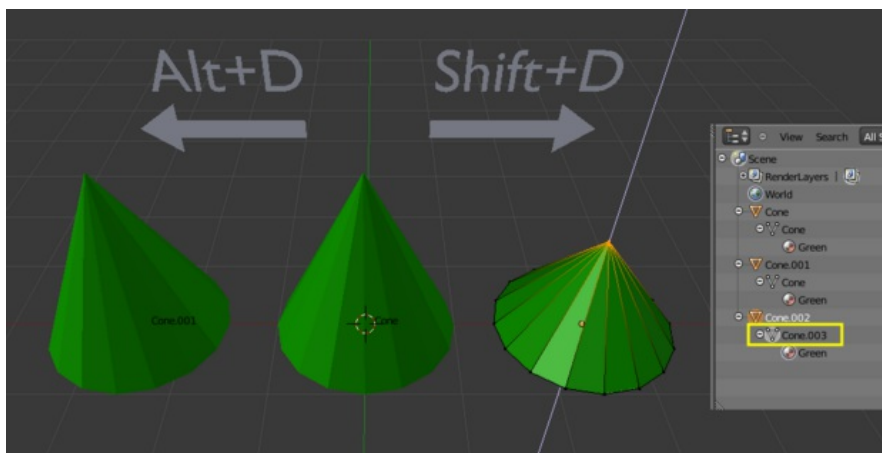 Alt+D
Shift+D
View Search All S
Scene
RenderLayers |
World
Cone
Cone
Green
Cone.001
Cone
Green
Cone.002
Cone.003
Green
Cone.001
Cone